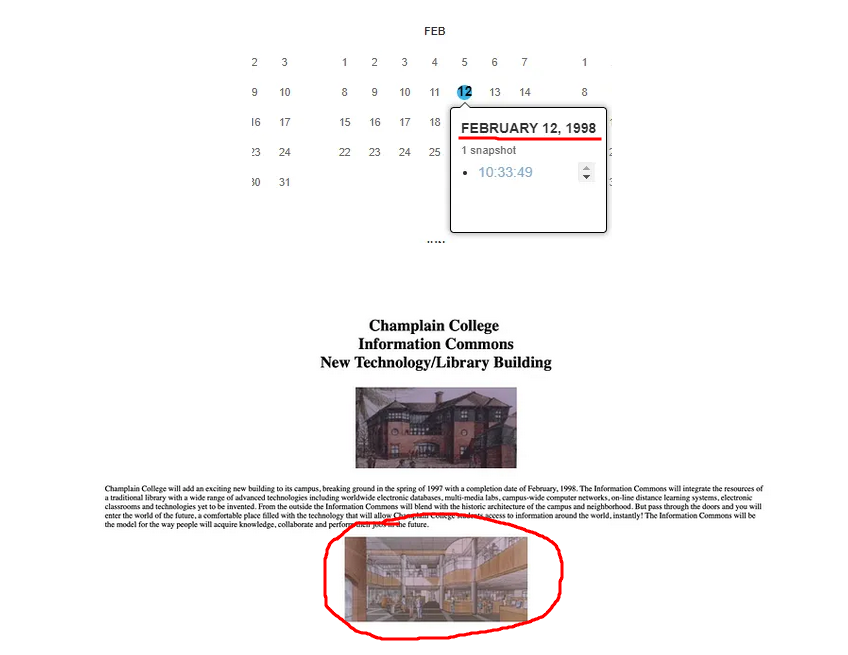 FEB
2 3 1 2 3 4 5 6 7 1
9 10 8 9 10 11 12 13 14 8
16 17 15 16 17 18
FEBRUARY 12, 1998
23 24 22 23 24 25
1 snapshot
• 10:33:49
30 31
Champlain College
Information Commons
New Technology/Library Building
Champlain College will add an exciting new building to its campus, breaking ground in the spring of 1997 with a completion date of February, 1998. The Information Commons will integrate the resources of
a traditional library with a wide range of advanced technologies including worldwide electronic databases, multi-media labs, campus-wide computer networks, on-line distance learning systems, electronic
classrooms and technologies yet to be invented. From the outside the Information Commons will blend with the historic architecture of the campus and neighborhood. But pass through the doors and you will
enter the world of the future, a comfortable place filled with the technology that will allow Champlain College students access to information around the world, instantly! The Information Commons will be
the model for the way people will acquire knowledge, collaborate and perform their jobs in the future.